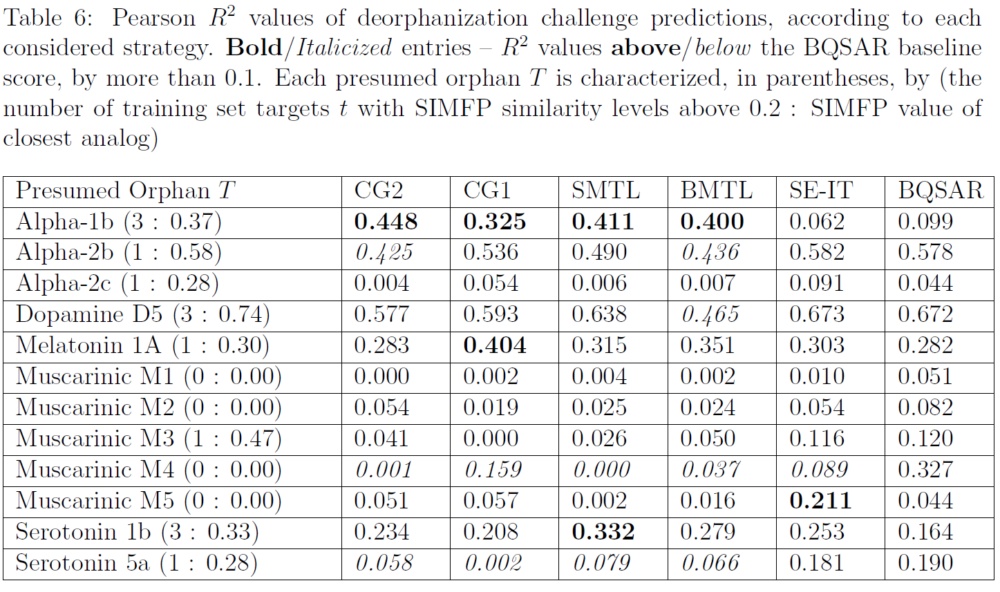 Table 6: Pearson R² values of deorphanization challenge predictions, according to each
considered strategy. Bold/Italicized entries – R² values above/below the BQSAR baseline
score, by more than 0.1. Each presumed orphan T is characterized, in parentheses, by (the
number of training set targets t with SIMFP similarity levels above 0.2 : SIMFP value of
closest analog)
Presumed Orphan T CG2 CG1 SMTL BMTL SE-IT BQSAR
Alpha-1b (3 : 0.37) 0.448 0.325 0.411 0.400 0.062 0.099
Alpha-2b (1 : 0.58) 0.425 0.536 0.490 0.436 0.582 0.578
Alpha-2c (1 : 0.28) 0.004 0.054 0.006 0.007 0.091 0.044
Dopamine D5 (3 : 0.74) 0.577 0.593 0.638 0.465 0.673 0.672
Melatonin 1A (1 : 0.30) 0.283 0.404 0.315 0.351 0.303 0.282
Muscarinic M1 (0 : 0.00) 0.000 0.002 0.004 0.002 0.010 0.051
Muscarinic M2 (0 : 0.00) 0.054 0.019 0.025 0.024 0.054 0.082
Muscarinic M3 (1 : 0.47) 0.041 0.000 0.026 0.050 0.116 0.120
Muscarinic M4 (0 : 0.00) 0.001 0.159 0.000 0.037 0.089 0.327
Muscarinic M5 (0 : 0.00) 0.051 0.057 0.002 0.016 0.211 0.044
Serotonin 1b (3 : 0.33) 0.234 0.208 0.332 0.279 0.253 0.164
Serotonin 5a (1 : 0.28) 0.058 0.002 0.079 0.066 0.181 0.190